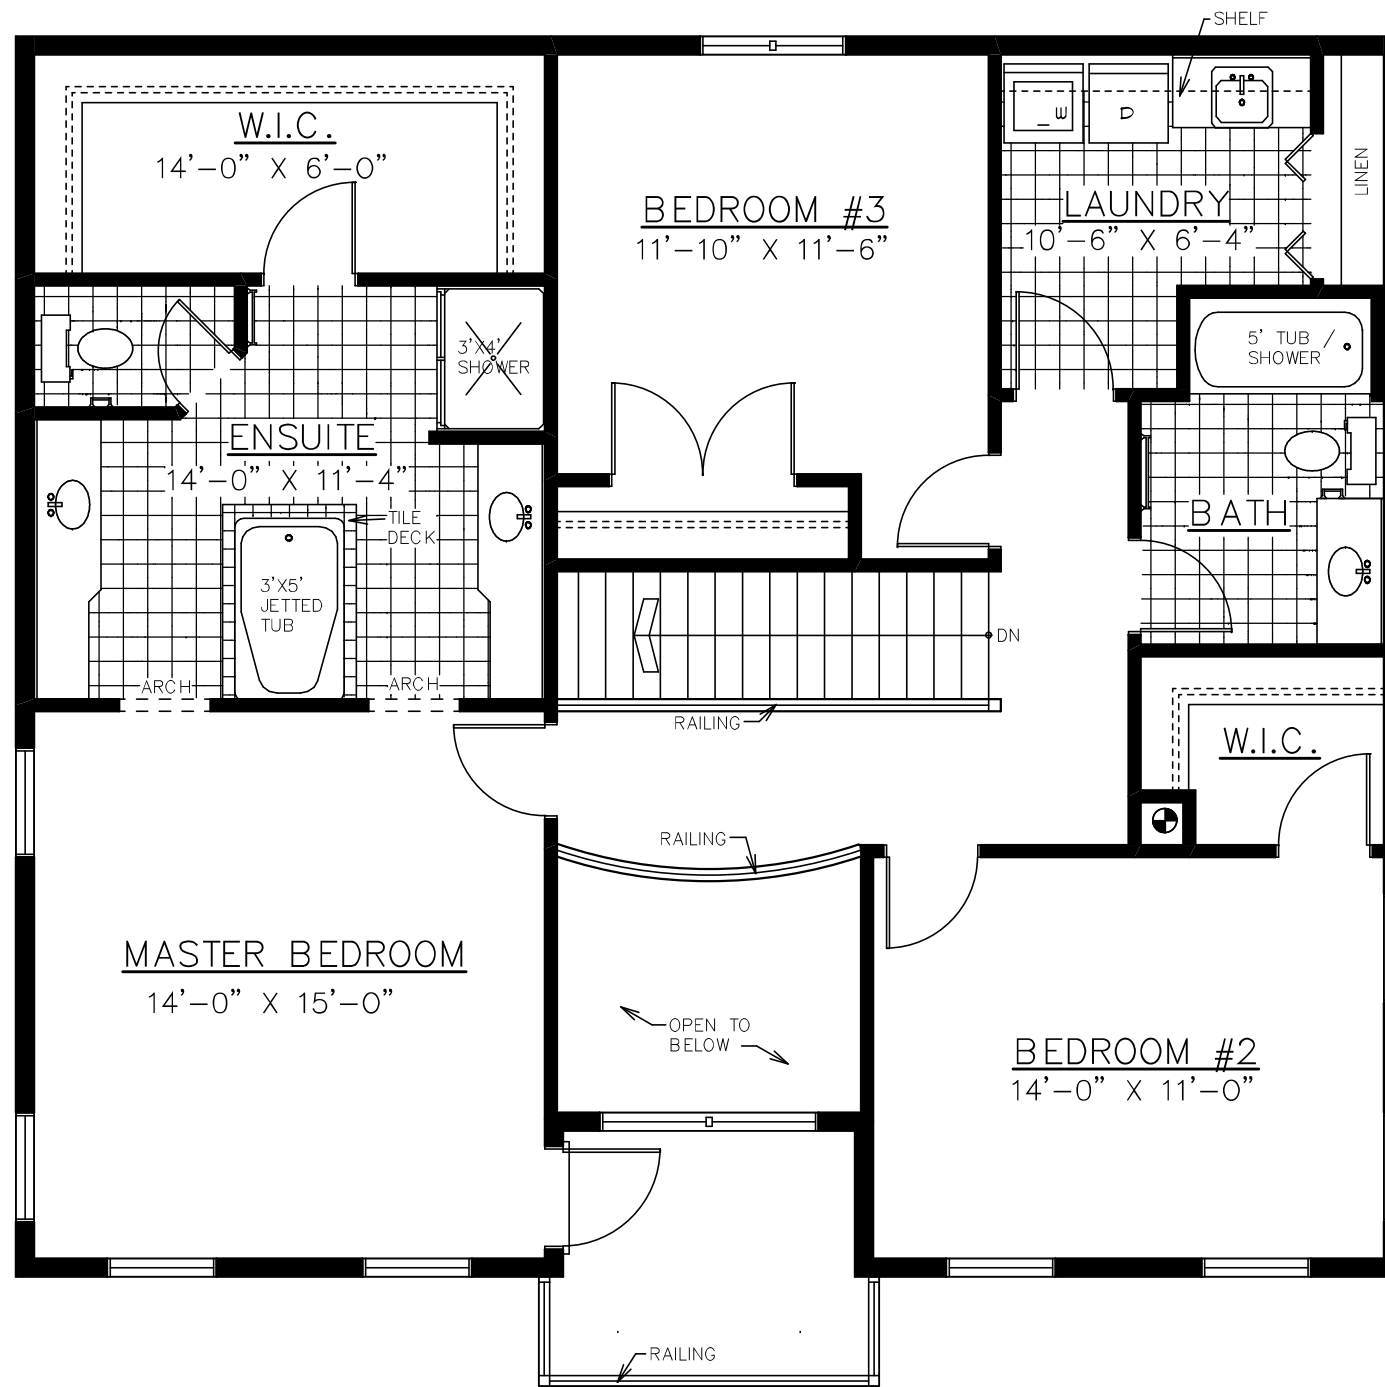 SHELF
W.I.C.
14'-0" X 6'-0"
BEDROOM #3
11'-10" X 11'-6"
W
D
LINEN
LAUNDRY
10'-6" X 6'-4"
3'X4'
SHOWER
5' TUB /
SHOWER
ENSUITE
14'-0" X 11'-4"
TILE
DECK
BATH
3'X5'
JETTED
TUB
DN
ARCH
ARCH
RAILING
W.I.C.
RAILING
MASTER BEDROOM
14'-0" X 15'-0"
OPEN TO
BELOW
BEDROOM #2
14'-0" X 11'-0"
RAILING